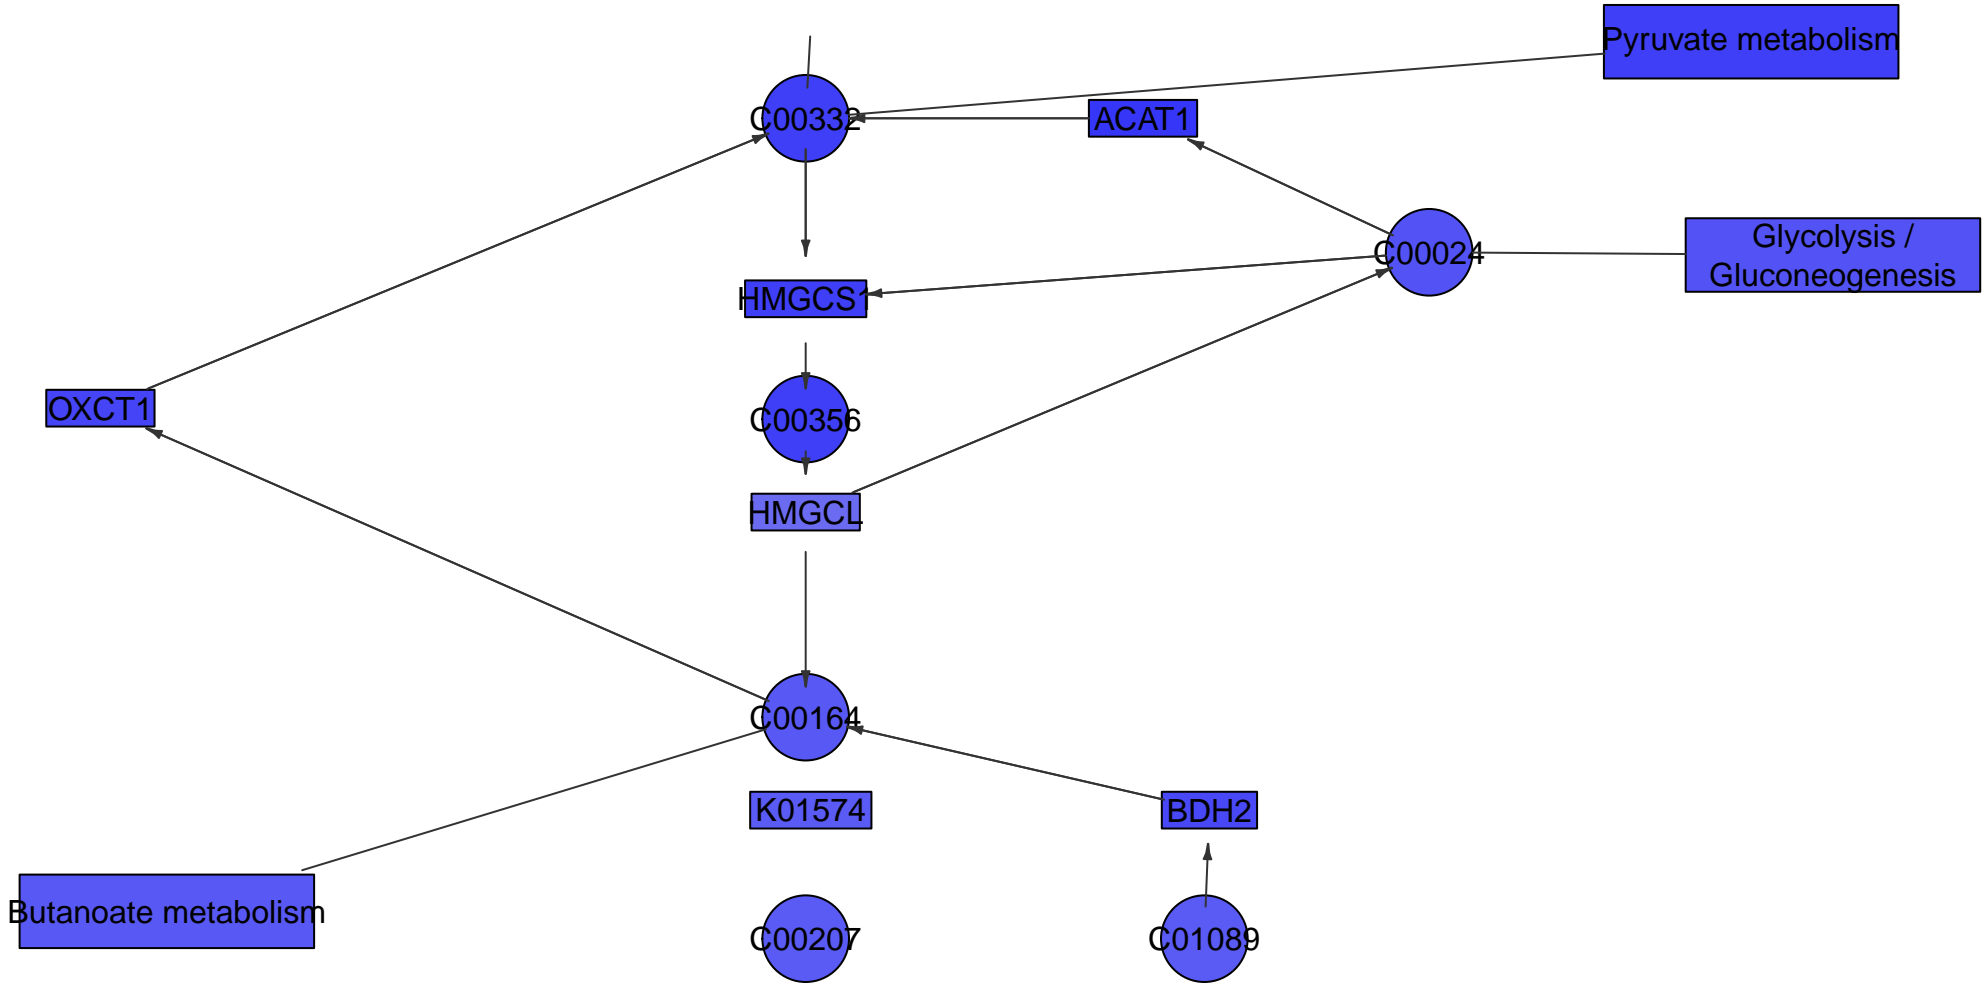 Pyruvate metabolism
C00332
ACAT1
Glycolysis /
Gluconeogenesis
C00024
HMGCS1
OXCT1
C00356
HMGCL
C00164
K01574
BDH2
Butanoate metabolism
C00207
C01089